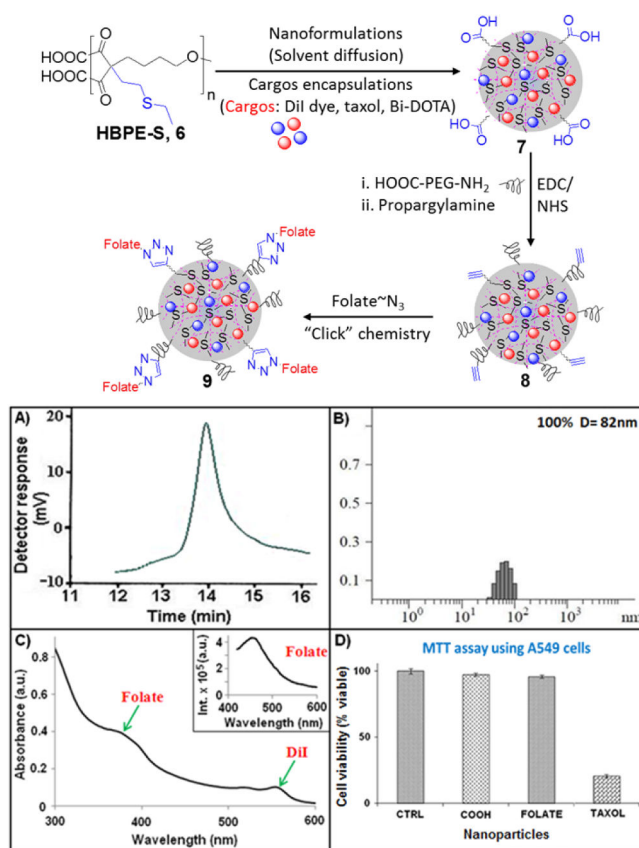 HOOC
HOOC
O
O
O
n
S
HBPE-S, 6
Nanoformulations
(Solvent diffusion)
Cargos encapsulations
(Cargos: DiI dye, taxol, Bi-DOTA)
HO
O
O
OH
S
HO
O
O
OH
7
i. HOOC-PEG-NH2
ii. Propargylamine
EDC/
NHS
Folate
N=N
N
Folate
N=N
N
S
Folate
N
N=N
Folate
N
N=N
9
Folate~N3
"Click" chemistry
S
8
A)
Detector response
(mV)
20
10
0
-10
11 12 13 14 15 16
Time (min)
B)
100% D= 82nm
0.9
0.7
0.5
0.3
0.1
10^0 10^1 10^2 10^3 nm
C)
Absorbance (a.u.)
0.8
0.6
0.4
0.2
0
300 400 500 600
Wavelength (nm)
Folate
DiI
Int. x 10^5 (a.u.)
4
2
0
400 450 500 550 600
Wavelength (nm)
Folate
D)
MTT assay using A549 cells
Cell viability (% viable)
100
50
0
CTRL COOH FOLATE TAXOL
Nanoparticles